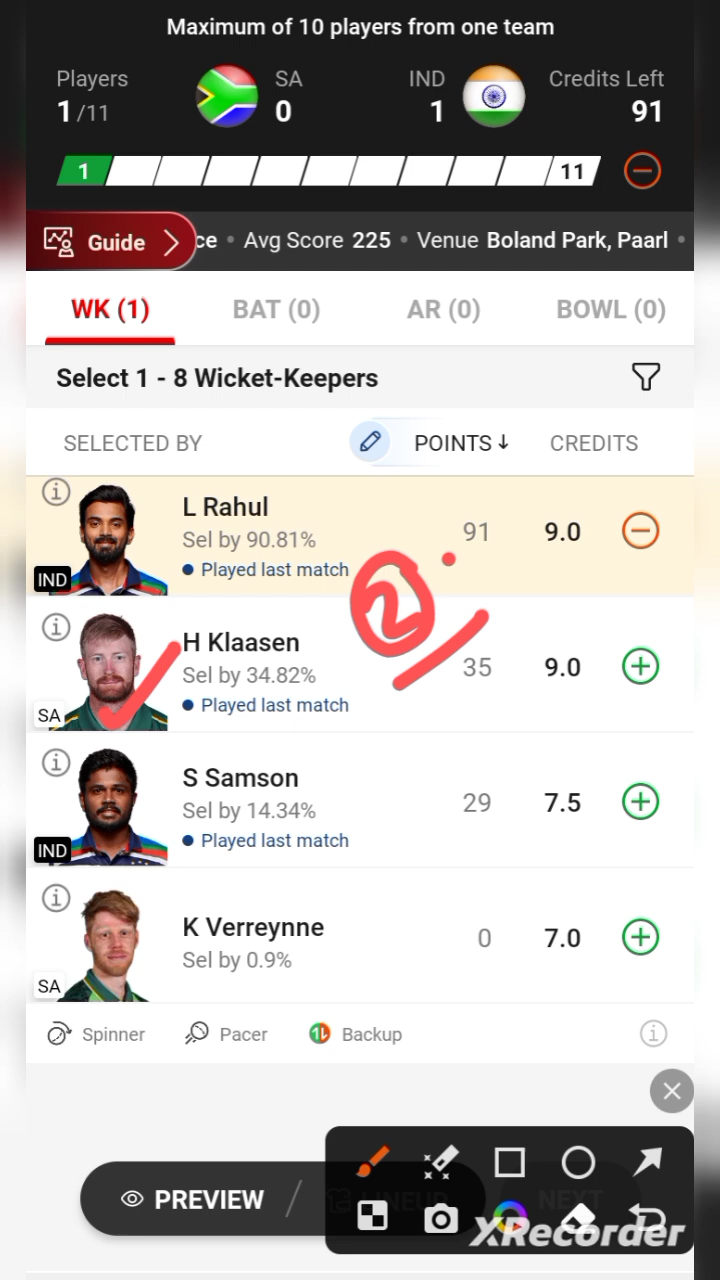 Maximum of 10 players from one team
Players SA IND Credits Left
1 /11 0 1 91
1 11
Guide ce • Avg Score 225 • Venue Boland Park, Paarl •
WK (1) BAT (0) AR (0) BOWL (0)
Select 1 - 8 Wicket-Keepers
SELECTED BY POINTS↓ CREDITS
L Rahul
Sel by 90.81%
91 9.0
Played last match
IND
2
H Klaasen
Sel by 34.82%
35 9.0
Played last match
SA
S Samson
Sel by 14.34%
29 7.5
Played last match
IND
K Verreynne
Sel by 0.9%
0 7.0
SA
Spinner Pacer Backup
PREVIEW / LINEUP NEXT
XRecorder